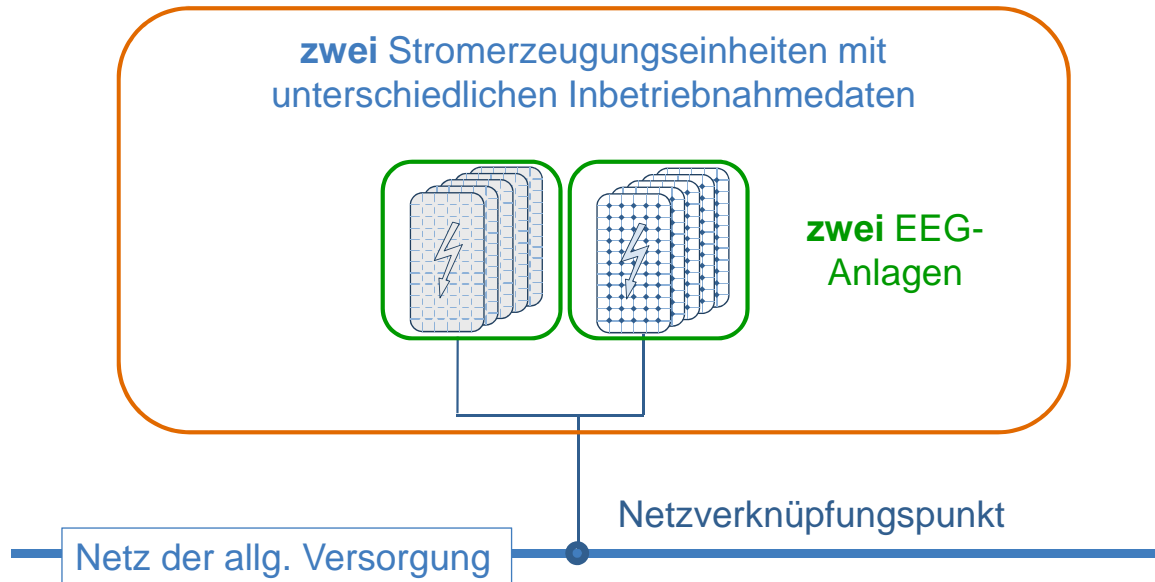 zwei Stromerzeugungseinheiten mit
unterschiedlichen Inbetriebnahmedaten
zwei EEG-
Anlagen
Netzverknüpfungspunkt
Netz der allg. Versorgung